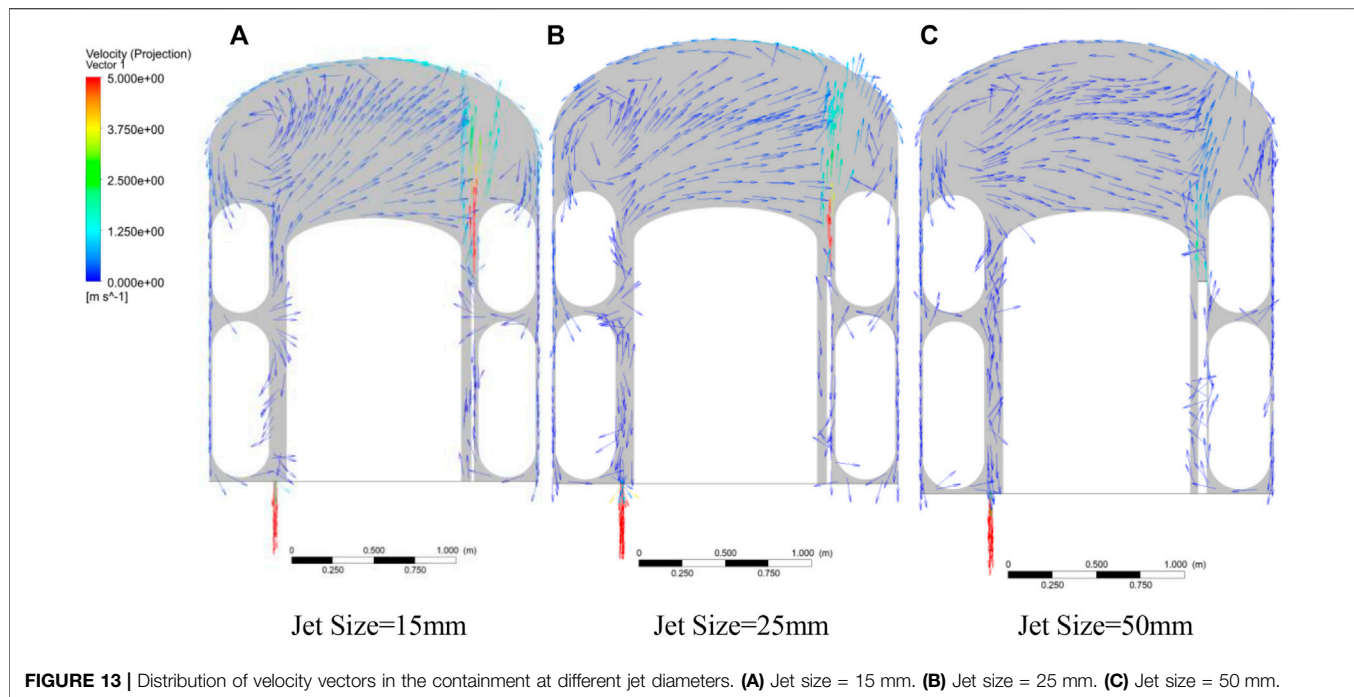 A
B
C
Velocity (Projection)
Vector 1
5.000e+00
3.750e+00
2.500e+00
1.250e+00
0.000e+00
[m s^-1]
0 0.500 1.000 (m)
0.250 0.750
0 0.500 1.000 (m)
0.250 0.750
0 0.500 1.000 (m)
0.250 0.750
Jet Size=15mm
Jet Size=25mm
Jet Size=50mm
FIGURE 13 | Distribution of velocity vectors in the containment at different jet diameters. (A) Jet size = 15 mm. (B) Jet size = 25 mm. (C) Jet size = 50 mm.